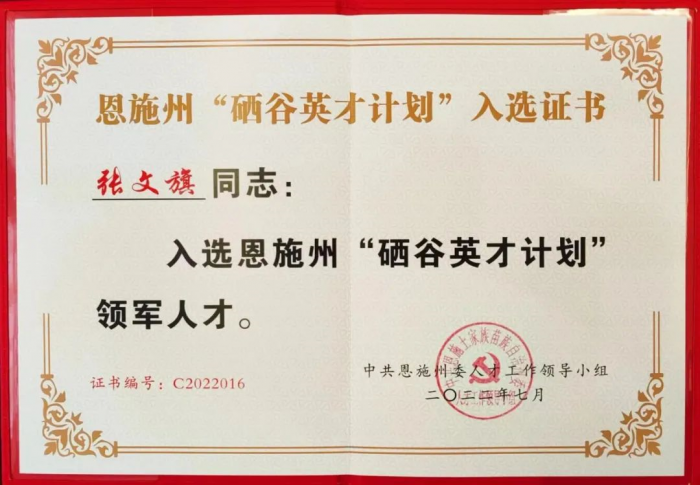 恩施州“硒谷英才计划”入选证书
张文旗 同志：
入选恩施州“硒谷英才计划”
领军人才。
证书编号：C2022016
中共恩施州委人才工作领导小组
二〇二 年七月